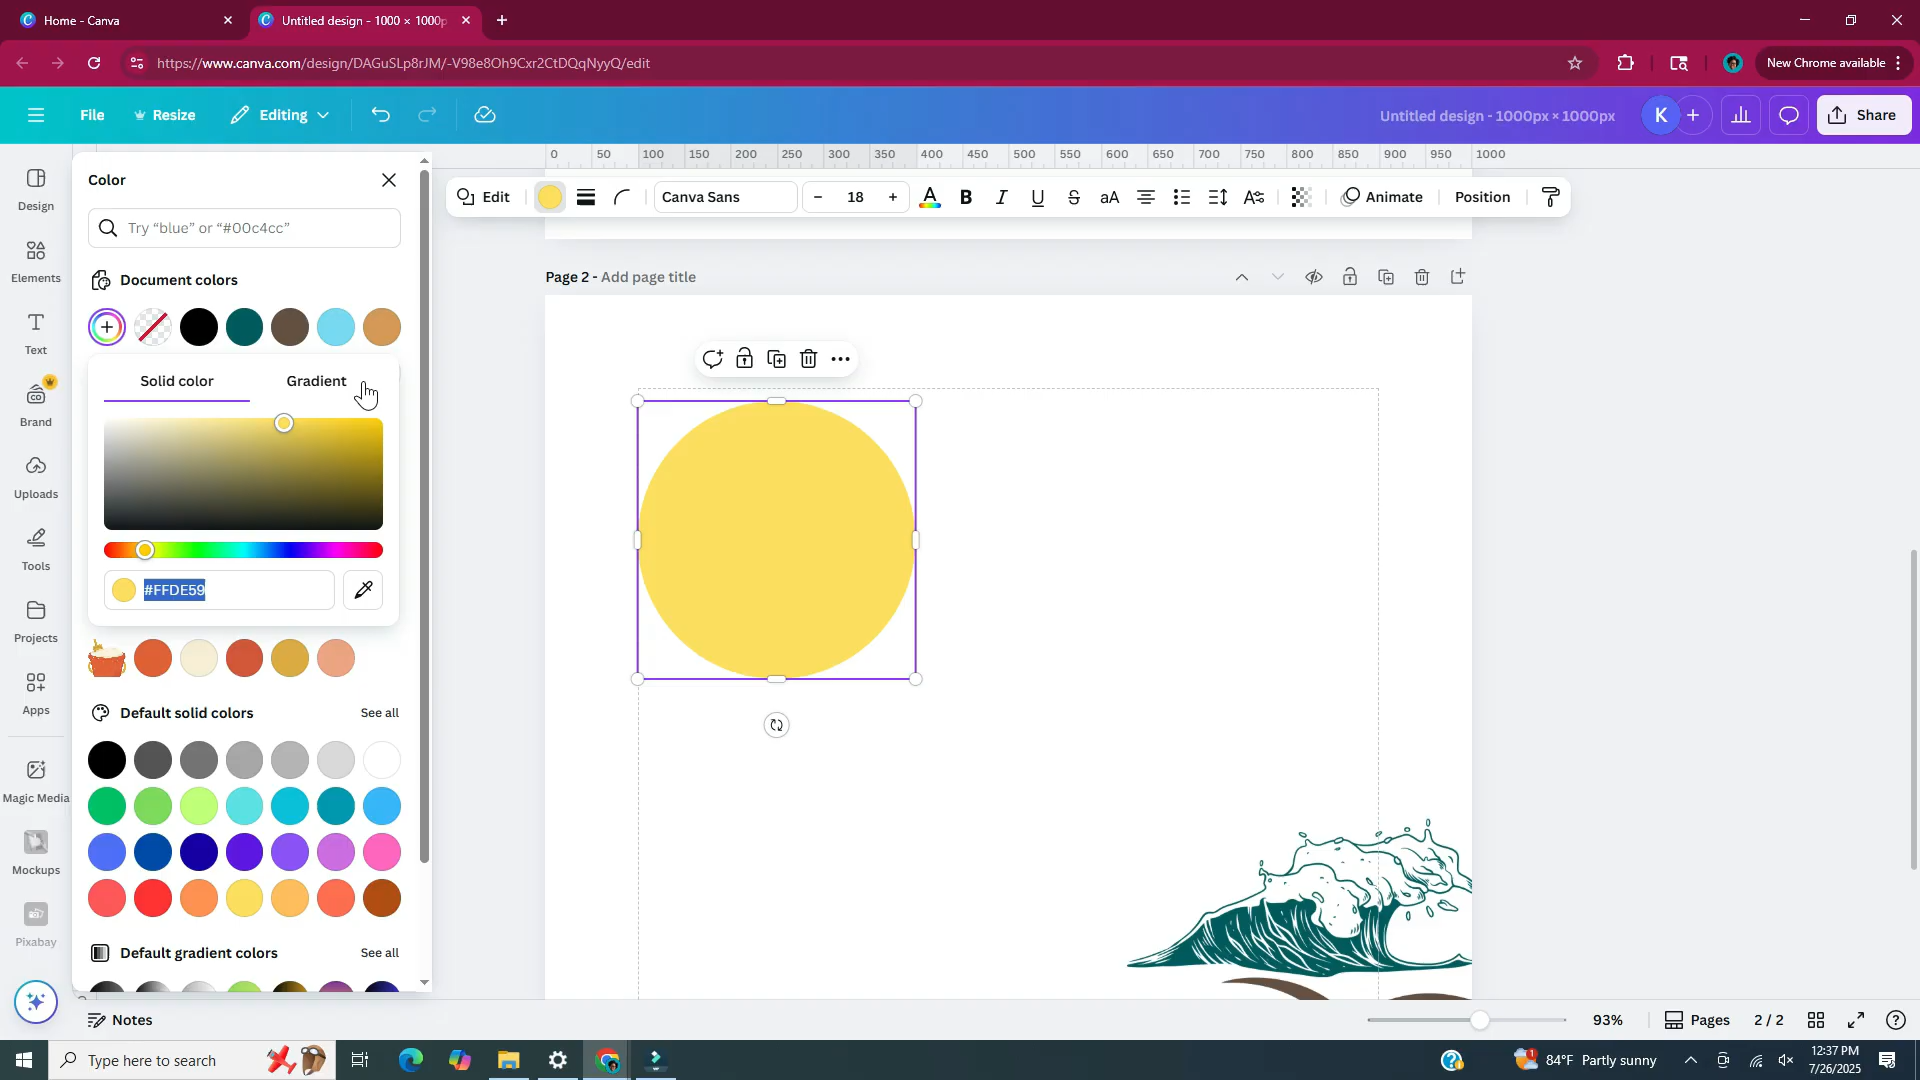 Home - Canva
Untitled design - 1000 × 1000p
https://www.canva.com/design/DAGuSLp8rJM/-V98e8Oh9Cxr2CtDQqNyyQ/edit
New Chrome available
File
Resize
Editing
Untitled design - 1000px × 1000px
K
Share
0 50 100 150 200 250 300 350 400 450 500 550 600 650 700 750 800 850 900 950 1000
Edit
Canva Sans
– 18 +
A B I U S aA
Animate
Position
Design
Elements
Text
Brand
Uploads
Tools
Projects
Apps
Magic Media
Mockups
Pixabay
Color
Try “blue” or “#00c4cc”
Document colors
Solid color
Gradient
#FFDE59
Default solid colors
See all
Default gradient colors
See all
Page 2 - Add page title
Notes
93%
Pages
2 / 2
Type here to search
84°F Partly sunny
12:37 PM
7/26/2025